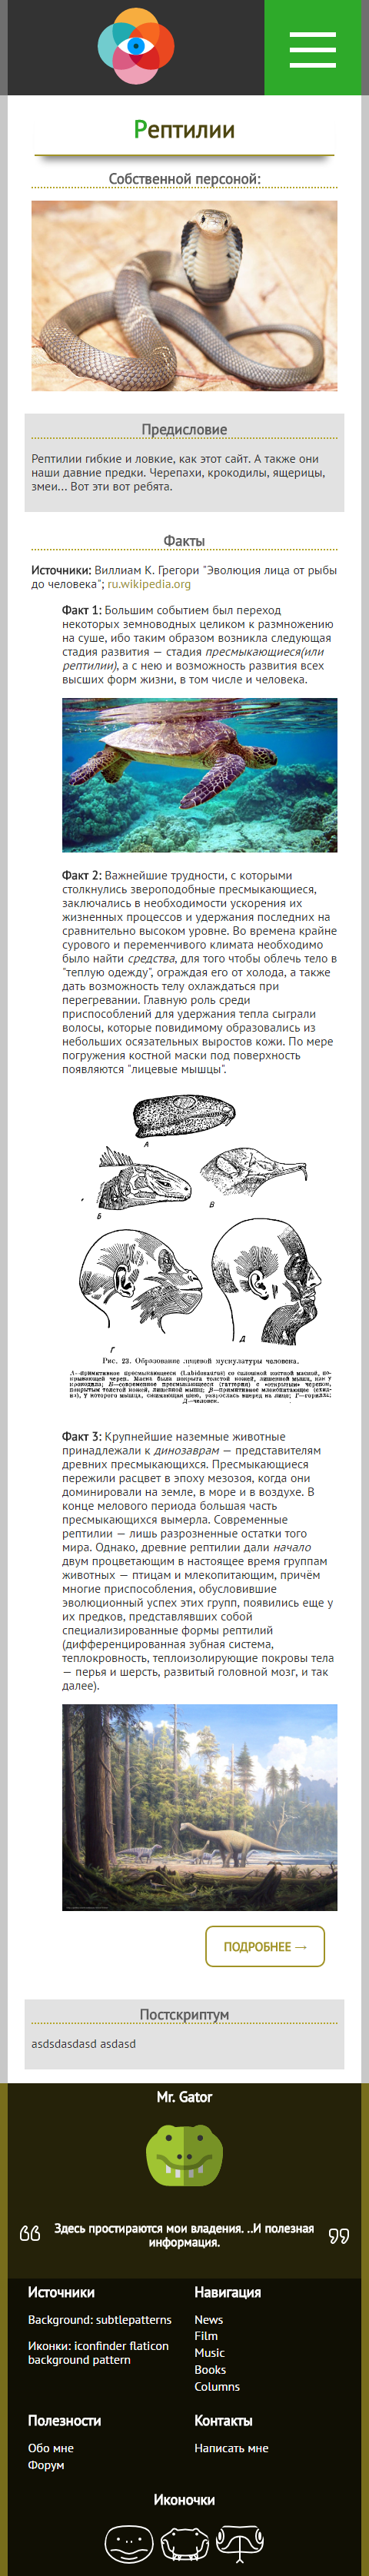 Рептилии
Собственной персоной:
Предисловие
Рептилии гибкие и ловкие, как этот сайт. А также они
наши давние предки. Черепахи, крокодилы, ящерицы,
змеи... Вот эти вот ребята.
Факты
Источники: Виллиам К. Грегори "Эволюция лица от рыбы
до человека"; ru.wikipedia.org
Факт 1: Большим событием был переход
некоторых земноводных целиком к размножению
на суше, ибо таким образом возникла следующая
стадия развития — стадия пресмыкающиеся(или
рептилии), а с нею и возможность развития всех
высших форм жизни, в том числе и человека.
Факт 2: Важнейшие трудности, с которыми
столкнулись звероподобные пресмыкающиеся,
заключались в необходимости ускорения их
жизненных процессов и удержания последних на
сравнительно высоком уровне. Во времена крайне
сурового и переменчивого климата необходимо
было найти средства, для того чтобы облечь тело в
"теплую одежду", ограждая его от холода, а также
дать возможность телу охлаждаться при
перегревании. Главную роль среди
приспособлений для удержания тепла сыграли
волосы, которые повидимому образовались из
небольших осязательных выростов кожи. По мере
погружения костной маски под поверхность
появляются "лицевые мышцы".
А
Б
В
Г
Д
Рис. 23. Образование лицевой мускулатуры человека.
Факт 3: Крупнейшие наземные животные
принадлежали к динозаврам — представителям
древних пресмыкающихся. Пресмыкающиеся
пережили расцвет в эпоху мезозоя, когда они
доминировали на земле, в море и в воздухе. В
конце мелового периода большая часть
пресмыкающихся вымерла. Современные
рептилии — лишь разрозненные остатки того
мира. Однако, древние рептилии дали начало
двум процветающим в настоящее время группам
животных — птицам и млекопитающим, причём
многие приспособления, обусловившие
эволюционный успех этих групп, появились еще у
их предков, представлявших собой
специализированные формы рептилий
(дифференцированная зубная система,
теплокровность, теплоизолирующие покровы тела
— перья и шерсть, развитый головной мозг, и так
далее).
ПОДРОБНЕЕ →
Постскриптум
asdsdasdasd asdasd
Mr. Gator
Здесь простираются мои владения. ..И полезная
информация.
Источники
Background: subtlepatterns
Иконки: iconfinder flaticon
background pattern
Навигация
News
Film
Music
Books
Columns
Полезности
Обо мне
Форум
Контакты
Написать мне
Иконочки